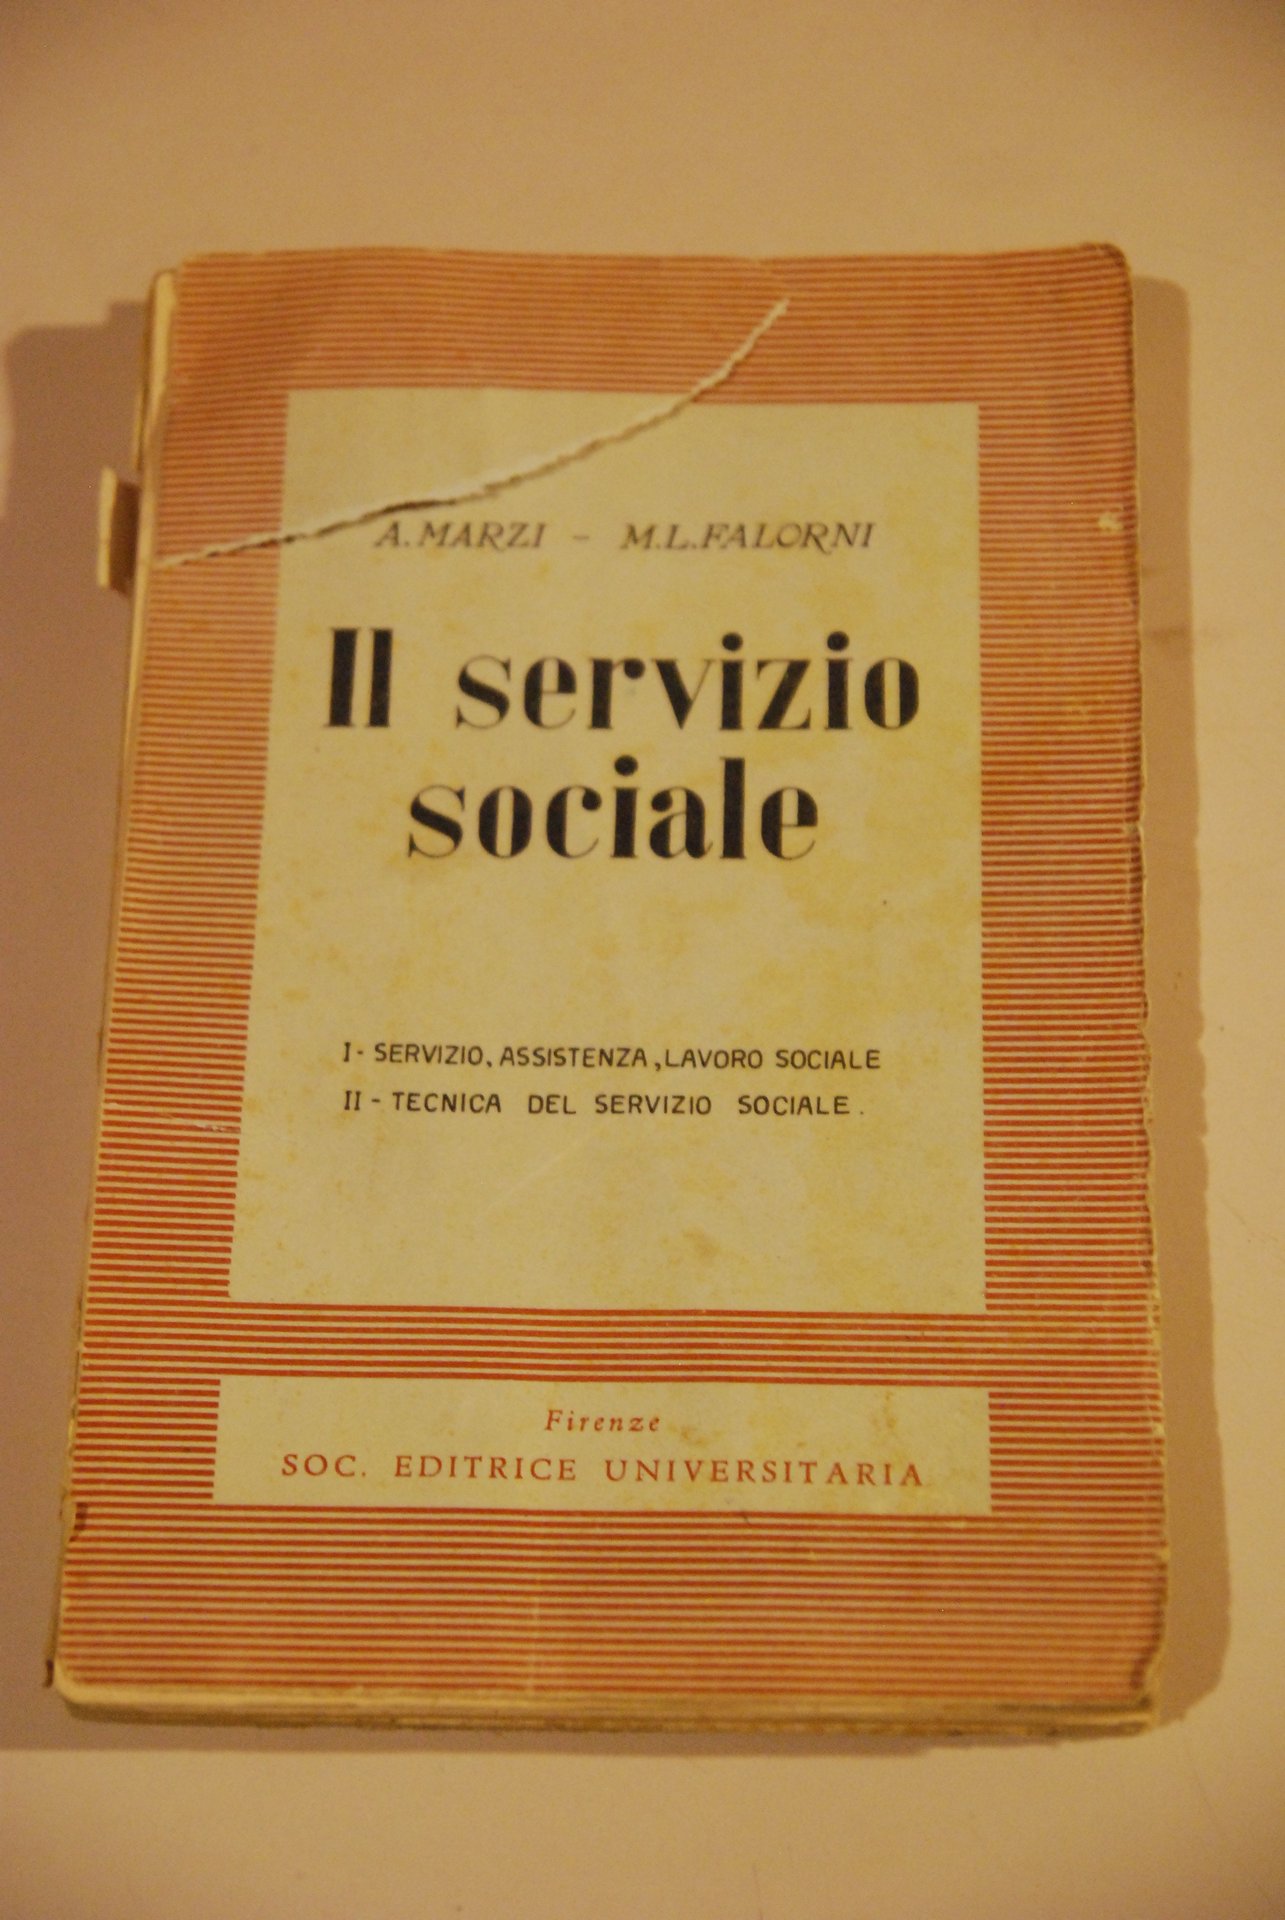 A. MARZI - M.L. FALORNI
Il servizio
sociale
I - SERVIZIO, ASSISTENZA, LAVORO SOCIALE
II - TECNICA DEL SERVIZIO SOCIALE.
Firenze
SOC. EDITRICE UNIVERSITARIA